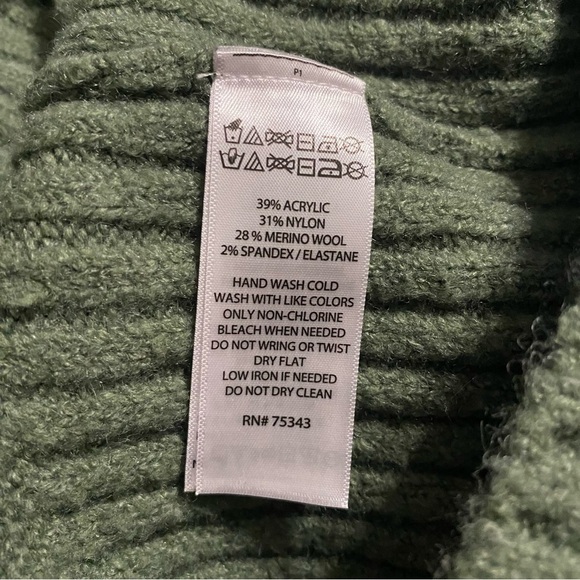 P1
39% ACRYLIC
31% NYLON
28 % MERINO WOOL
2% SPANDEX / ELASTANE
HAND WASH COLD
WASH WITH LIKE COLORS
ONLY NON-CHLORINE
BLEACH WHEN NEEDED
DO NOT WRING OR TWIST
DRY FLAT
LOW IRON IF NEEDED
DO NOT DRY CLEAN
RN# 75343